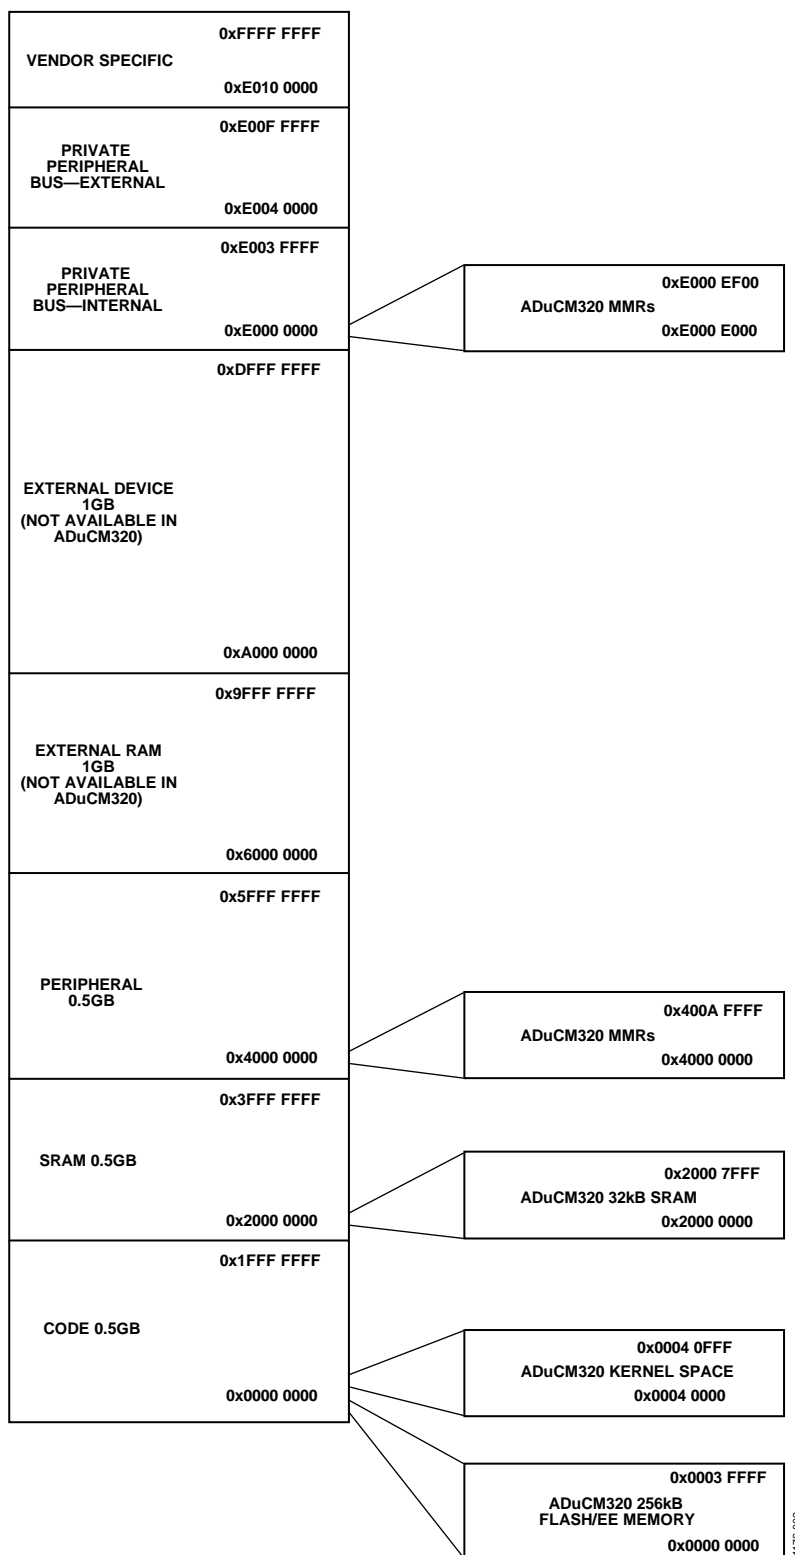 0xFFFF FFFF
VENDOR SPECIFIC
0xE010 0000
0xE00F FFFF
PRIVATE
PERIPHERAL
BUS—EXTERNAL
0xE004 0000
0xE003 FFFF
PRIVATE
PERIPHERAL
BUS—INTERNAL
0xE000 0000
0xE000 EF00
ADuCM320 MMRs
0xE000 E000
0xDFFF FFFF
EXTERNAL DEVICE
1GB
(NOT AVAILABLE IN
ADuCM320)
0xA000 0000
0x9FFF FFFF
EXTERNAL RAM
1GB
(NOT AVAILABLE IN
ADuCM320)
0x6000 0000
0x5FFF FFFF
PERIPHERAL
0.5GB
0x4000 0000
0x400A FFFF
ADuCM320 MMRs
0x4000 0000
0x3FFF FFFF
SRAM 0.5GB
0x2000 0000
0x2000 7FFF
ADuCM320 32kB SRAM
0x2000 0000
0x1FFF FFFF
CODE 0.5GB
0x0000 0000
0x0004 0FFF
ADuCM320 KERNEL SPACE
0x0004 0000
0x0003 FFFF
ADuCM320 256kB
FLASH/EE MEMORY
0x0000 0000